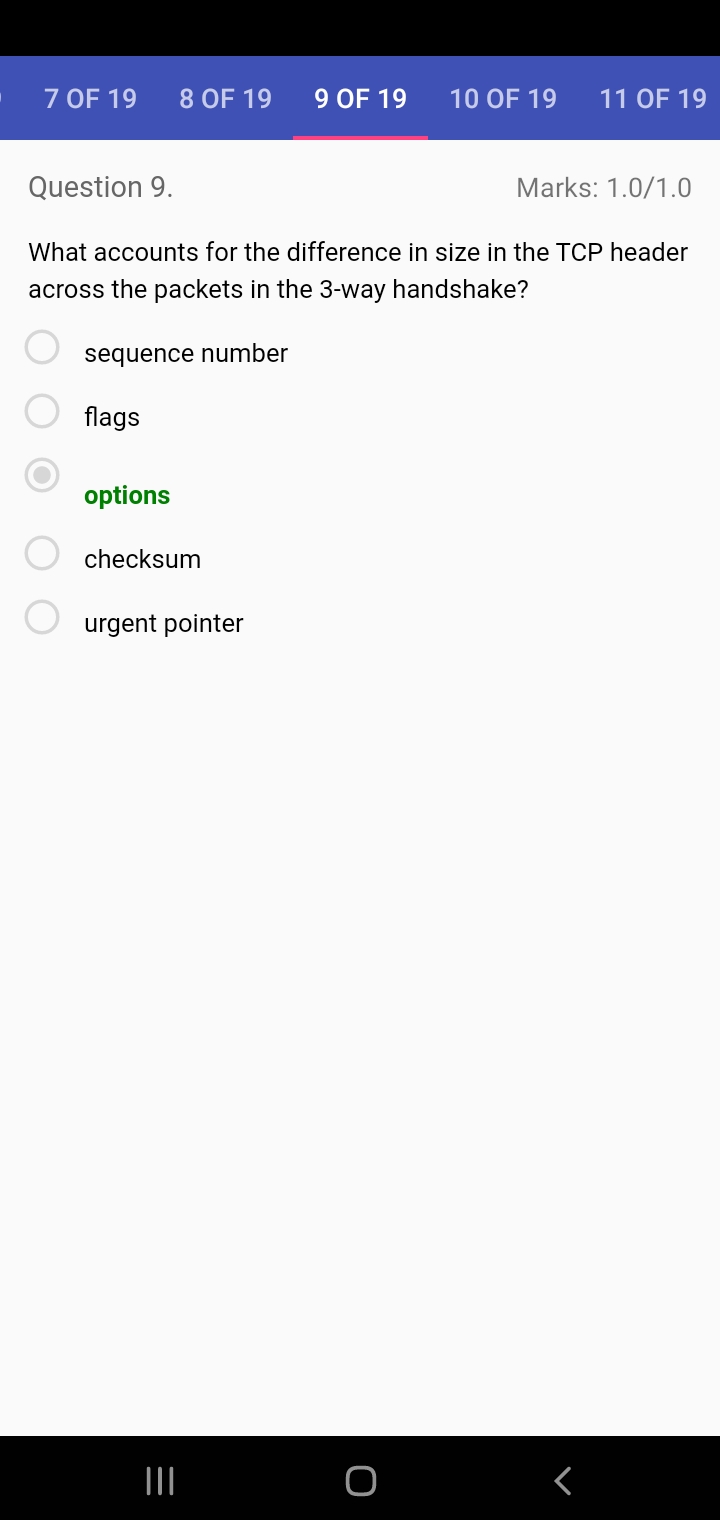 7 OF 19 8 OF 19 9 OF 19 10 OF 19 11 OF 19
Question 9. Marks: 1.0/1.0
What accounts for the difference in size in the TCP header
across the packets in the 3-way handshake?
sequence number
flags
options
checksum
urgent pointer